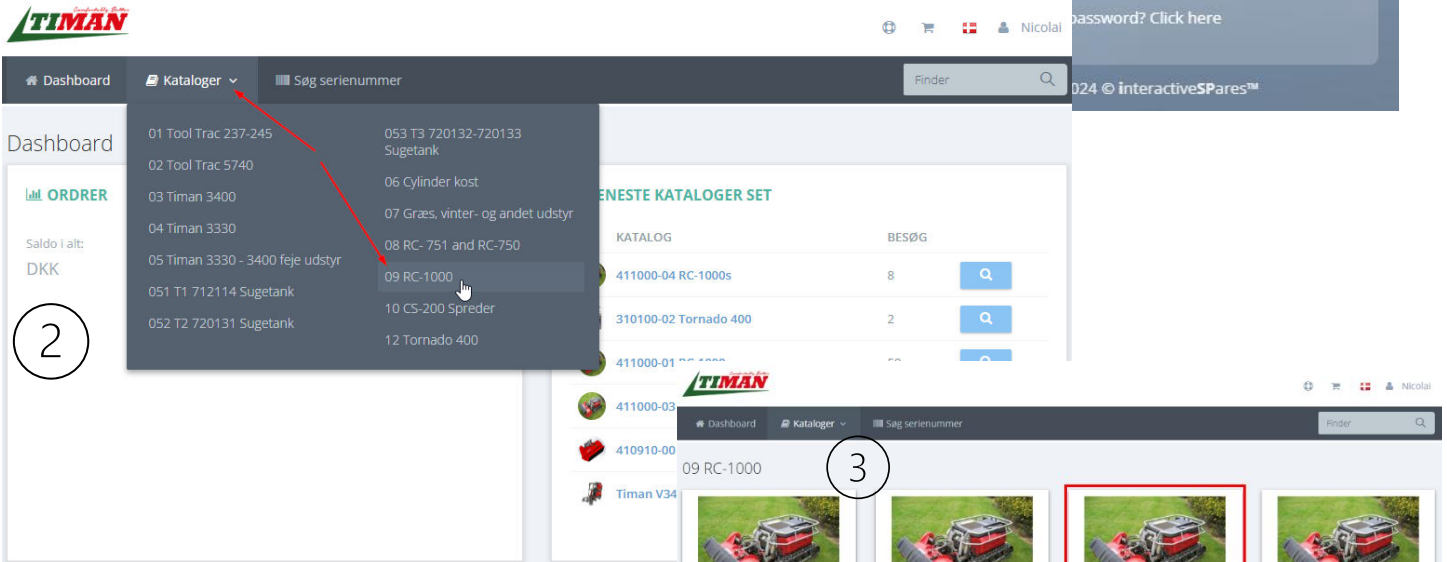 Comfortably Better
TIMAN
Nicolai
password? Click here
024 © interactiveSPares™
Dashboard
Kataloger
Søg serienummer
Finder
Dashboard
01 Tool Trac 237-245
02 Tool Trac 5740
03 Timan 3400
04 Timan 3330
05 Timan 3330 - 3400 feje udstyr
051 T1 712114 Sugetank
052 T2 720131 Sugetank
053 T3 720132-720133
Sugetank
06 Cylinder kost
07 Græs, vinter- og andet udstyr
08 RC- 751 and RC-750
09 RC-1000
10 CS-200 Spreder
12 Tornado 400
ORDRER
Saldo i alt:
DKK
2
ENESTE KATALOGER SET
KATALOG
BESØG
411000-04 RC-1000s
8
310100-02 Tornado 400
2
411000-01
411000-03
410910-00
Timan V34
TIMAN
Nicolai
Dashboard
Kataloger
Søg serienummer
Finder
09 RC-1000
3